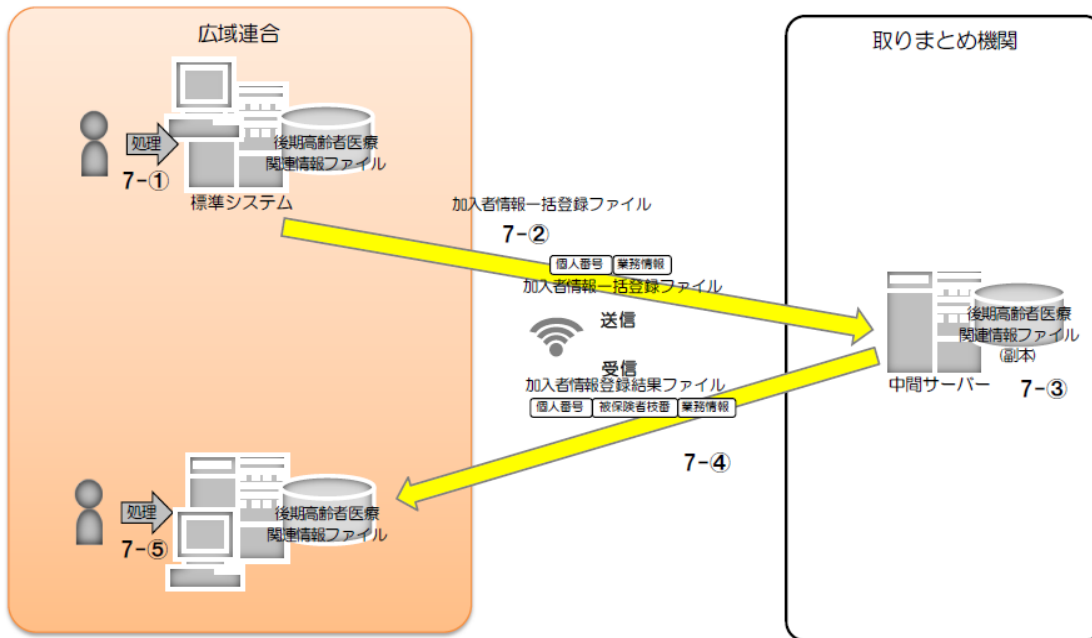 広域連合
取りまとめ機関
処理
7-①
後期高齢者医療
関連情報ファイル
標準システム
加入者情報一括登録ファイル
7-②
個人番号 業務情報
加入者情報一括登録ファイル
送信
受信
加入者情報登録結果ファイル
個人番号 被保険者枝番 業務情報
7-④
後期高齢者医療
関連情報ファイル
(副本)
中間サーバー
7-③
処理
7-⑤
後期高齢者医療
関連情報ファイル